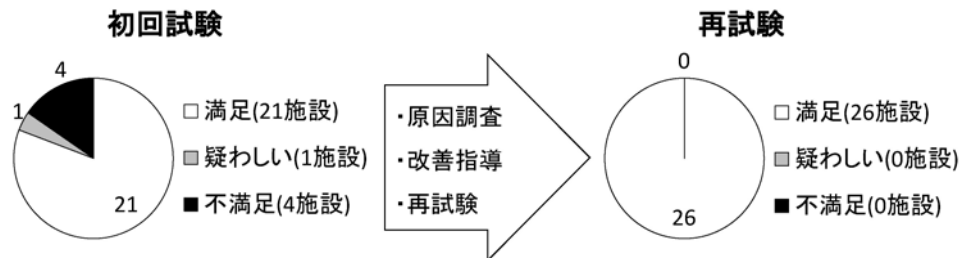 初回試験
4
1
21
□ 満足(21施設)
■ 疑わしい(1施設)
■ 不満足(4施設)
・原因調査
・改善指導
・再試験
再試験
0
26
□ 満足(26施設)
■ 疑わしい(0施設)
■ 不満足(0施設)